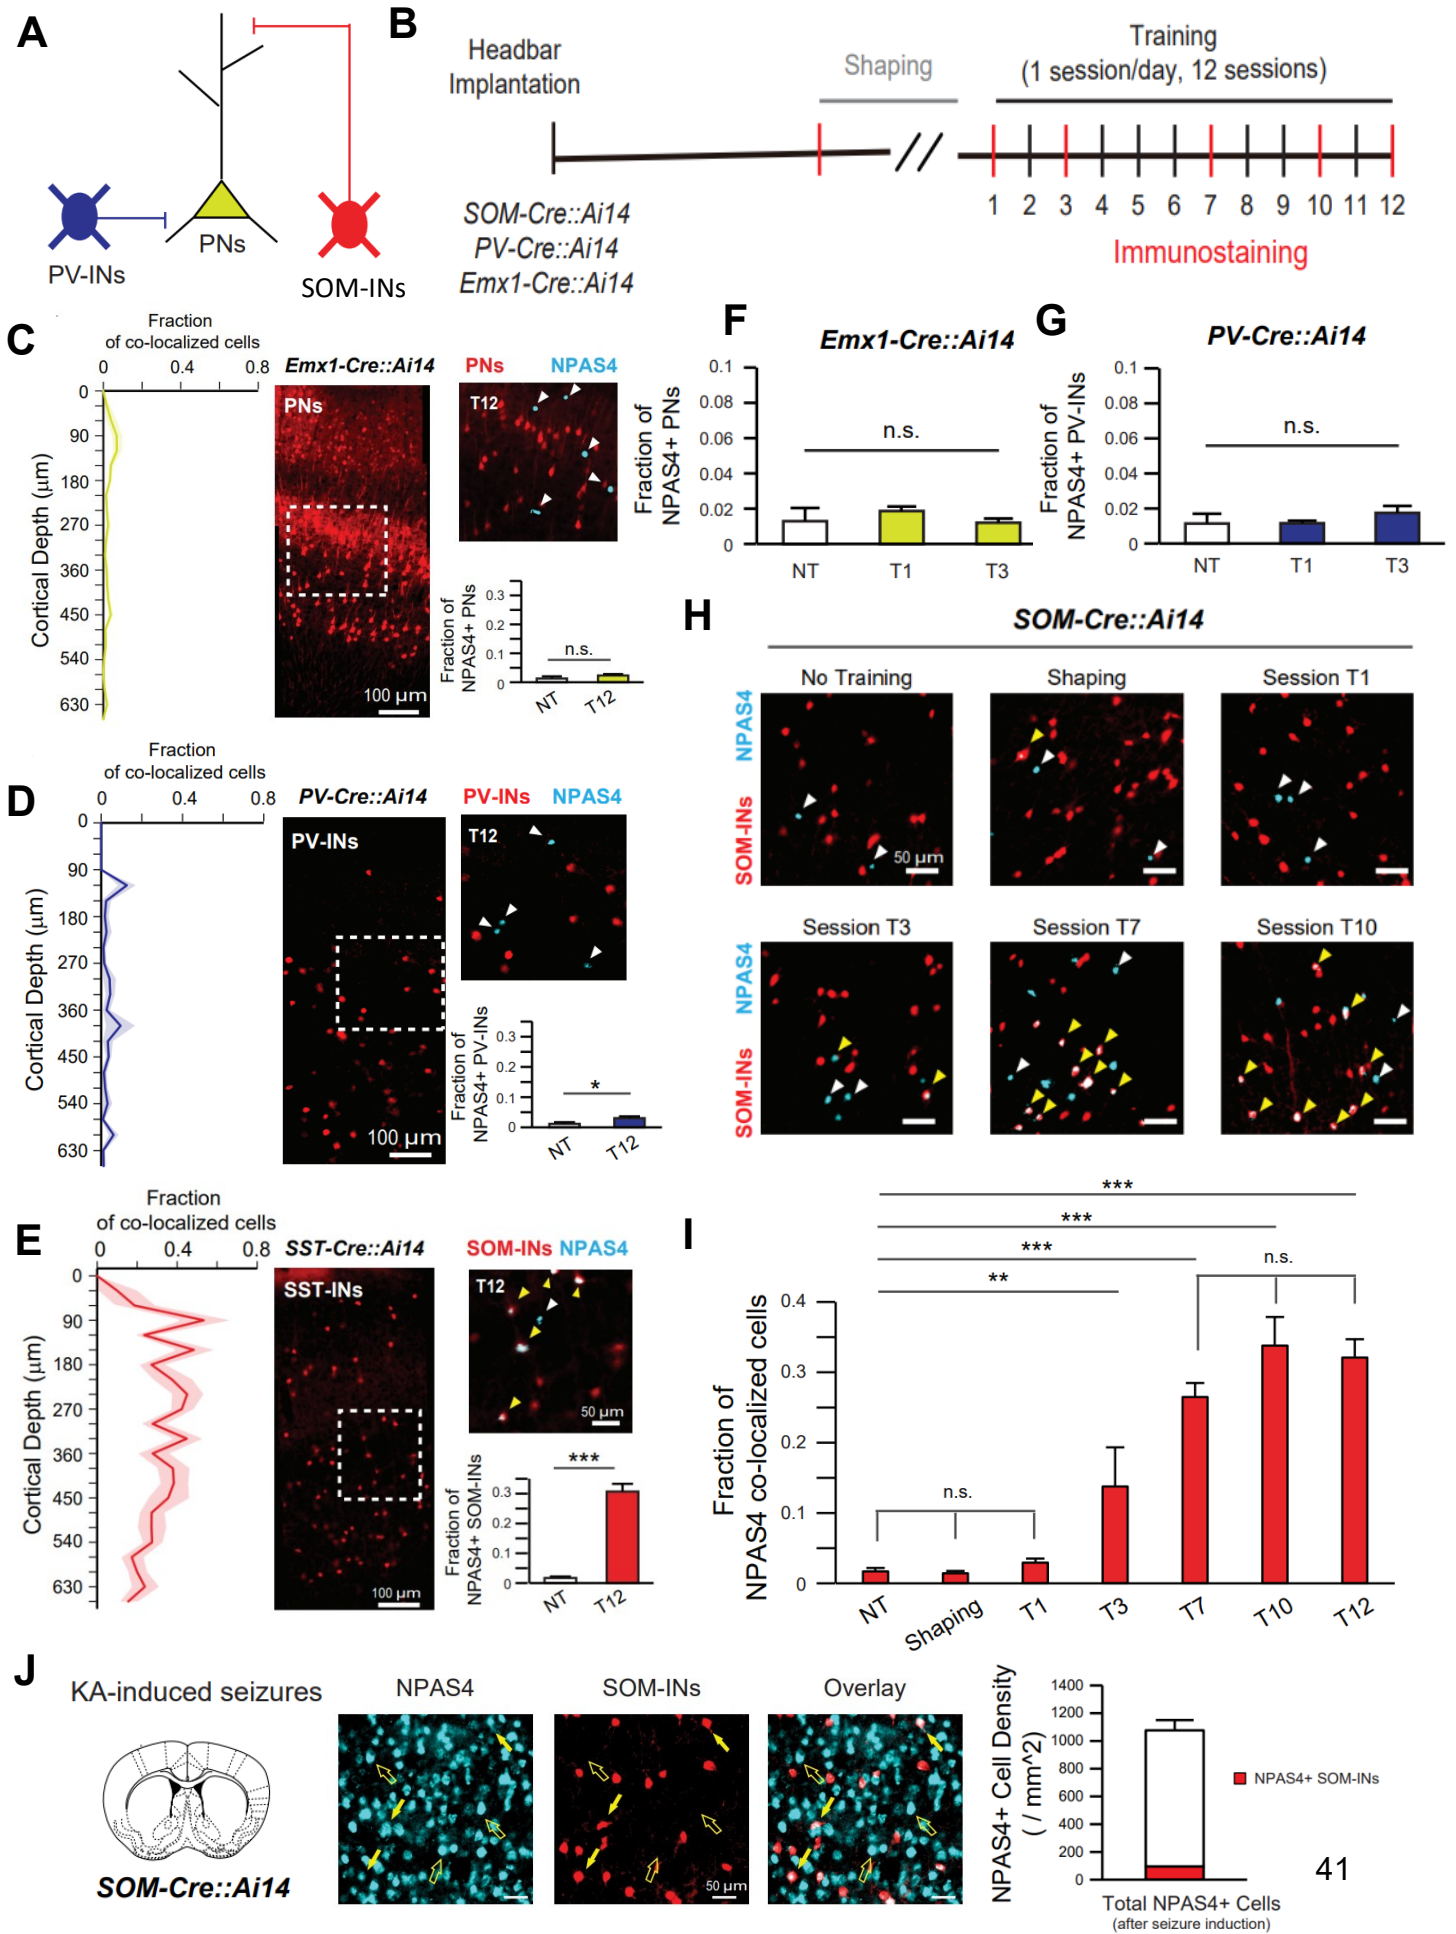 A
PV-INs
PNs
SOM-INs
B
Headbar
Implantation
Shaping
Training
(1 session/day, 12 sessions)
SOM-Cre::Ai14
PV-Cre::Ai14
Emx1-Cre::Ai14
1 2 3 4 5 6 7 8 9 10 11 12
Immunostaining
C
Fraction
of co-localized cells
0 0.4 0.8
Cortical Depth (μm)
0
90
180
270
360
450
540
630
Emx1-Cre::Ai14
PNs
100 μm
PNs NPAS4
T12
Fraction of
NPAS4+ PNs
0.3
0.2
0.1
0
n.s.
NT T12
D
Fraction
of co-localized cells
0 0.4 0.8
Cortical Depth (μm)
0
90
180
270
360
450
540
630
PV-Cre::Ai14
PV-INs
100 μm
PV-INs NPAS4
T12
Fraction of
NPAS4+ PV-INs
0.3
0.2
0.1
0
*
NT T12
E
Fraction
of co-localized cells
0 0.4 0.8
Cortical Depth (μm)
0
90
180
270
360
450
540
630
SST-Cre::Ai14
SST-INs
100 μm
SOM-INs NPAS4
T12
50 μm
Fraction of
NPAS4+ SOM-INs
0.3
0.2
0.1
0
***
NT T12
F
Emx1-Cre::Ai14
Fraction of
NPAS4+ PNs
0.1
0.08
0.06
0.04
0.02
0
n.s.
NT T1 T3
G
PV-Cre::Ai14
Fraction of
NPAS4+ PV-INs
0.1
0.08
0.06
0.04
0.02
0
n.s.
NT T1 T3
H
SOM-Cre::Ai14
No Training Shaping Session T1
SOM-INs NPAS4
50 μm
Session T3 Session T7 Session T10
SOM-INs NPAS4
I
Fraction of
NPAS4 co-localized cells
0.4
0.3
0.2
0.1
0
***
***
***
**
n.s.
n.s.
NT Shaping T1 T3 T7 T10 T12
J
KA-induced seizures
SOM-Cre::Ai14
NPAS4 SOM-INs Overlay
50 μm
NPAS4+ Cell Density
( / mm^2)
1400
1200
1000
800
600
400
200
0
NPAS4+ SOM-INs
Total NPAS4+ Cells
(after seizure induction)
41